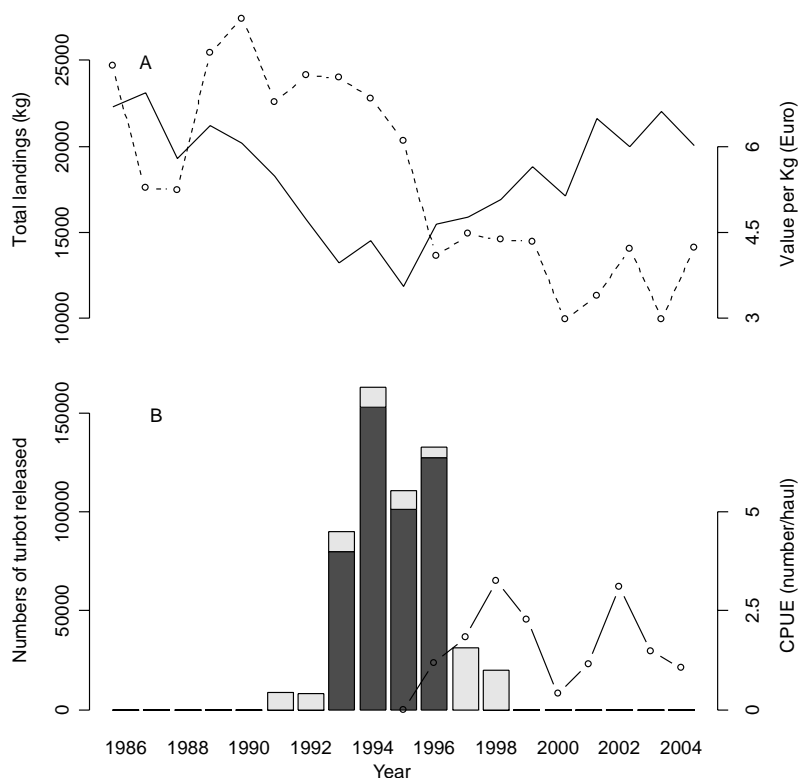 A
Total landings (kg)
25000
20000
15000
10000
Value per Kg (Euro)
6
4.5
3
B
Numbers of turbot released
150000
100000
50000
0
CPUE (number/haul)
5
2.5
0
1986 1988 1990 1992 1994 1996 1998 2000 2002 2004
Year